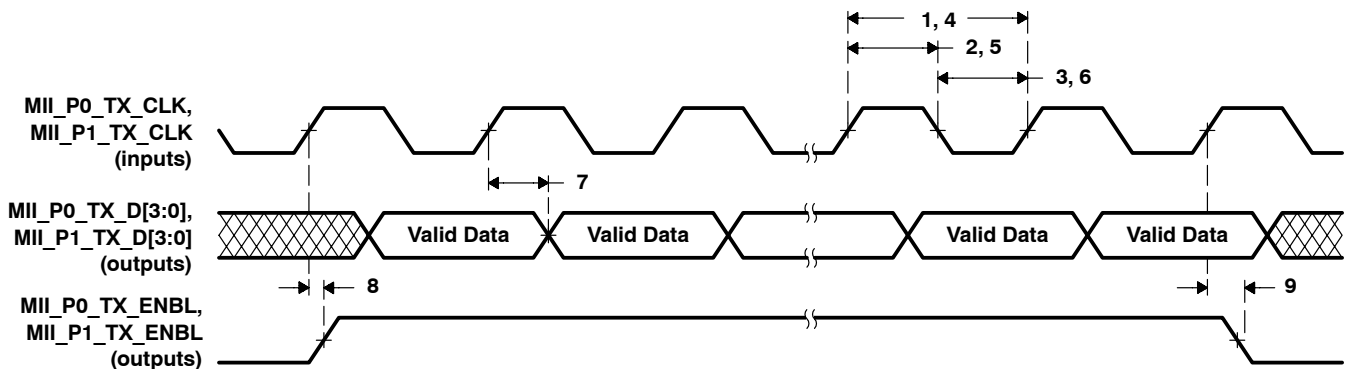 1, 4
2, 5
3, 6
MII_P0_TX_CLK,
MII_P1_TX_CLK
(inputs)
7
MII_P0_TX_D[3:0],
MII_P1_TX_D[3:0]
(outputs)
Valid Data
Valid Data
Valid Data
Valid Data
8
9
MII_P0_TX_ENBL,
MII_P1_TX_ENBL
(outputs)